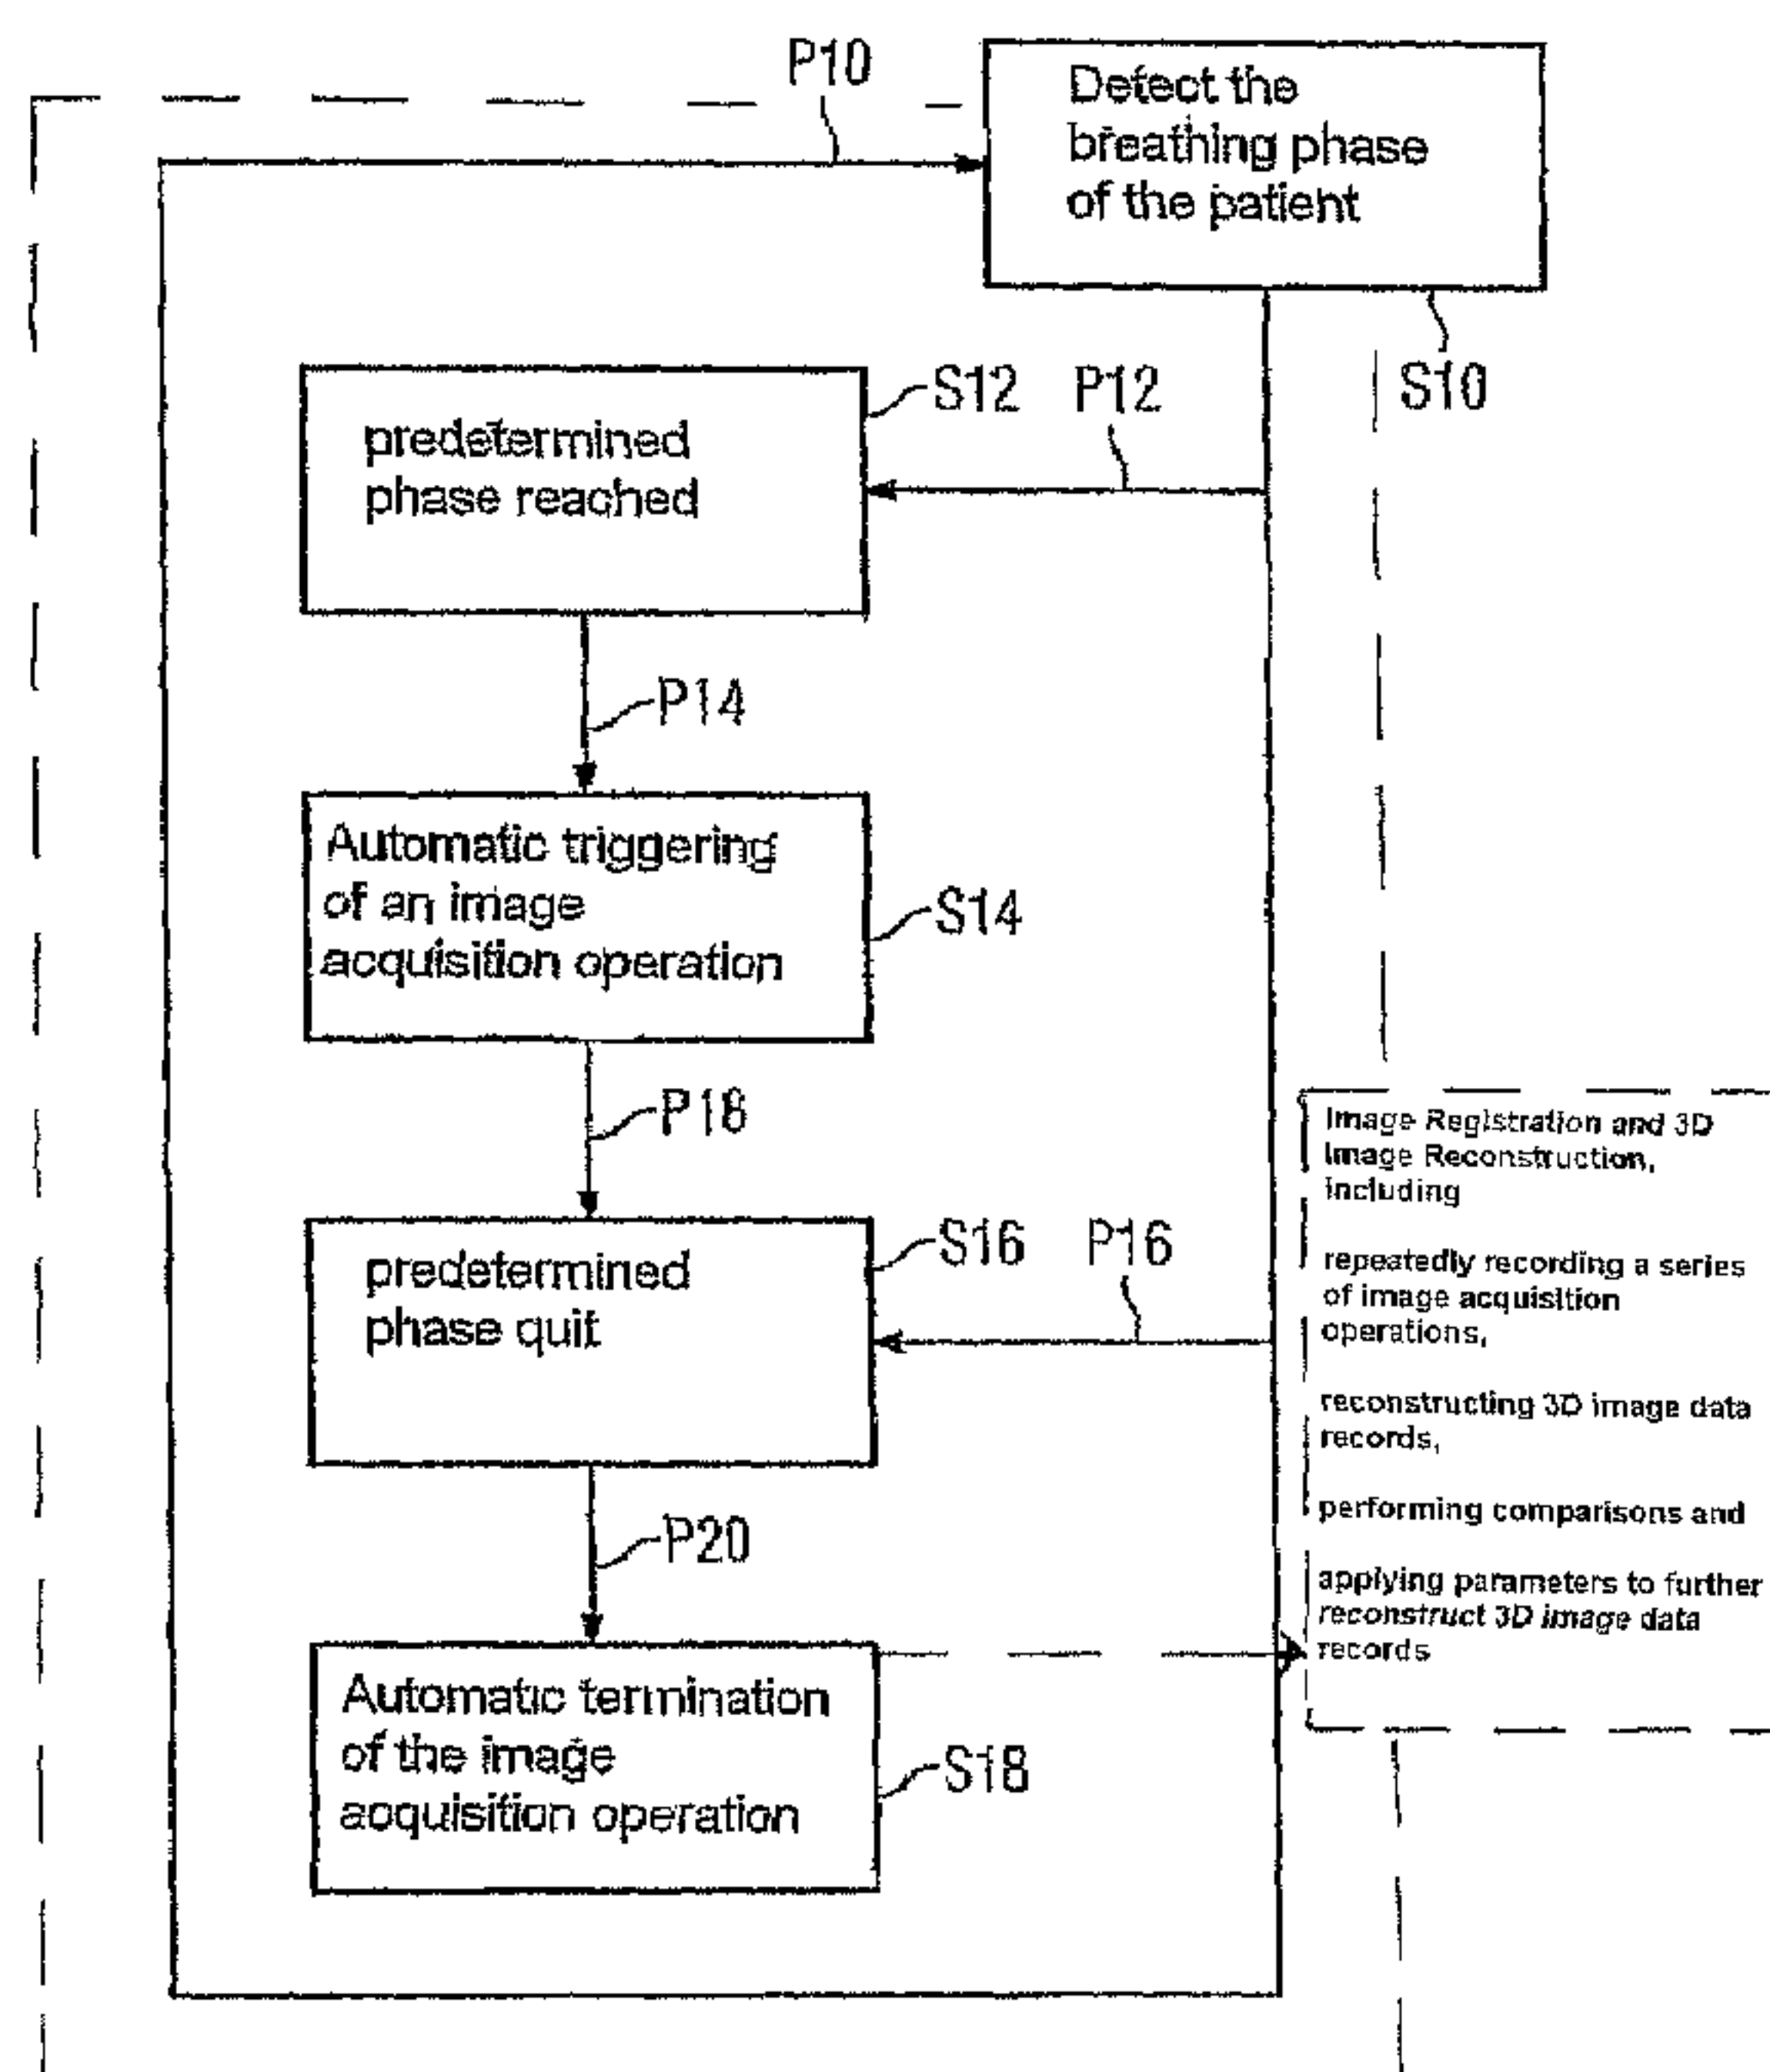 P10
Detect the
breathing phase
of the patient
S10
S12
P12
predetermined
phase reached
P14
Automatic triggering
of an image
acquisition operation
S14
P18
S16
P16
predetermined
phase quit
P20
Automatic termination
of the image
acquisition operation
S18
Image Registration and 3D
Image Reconstruction,
including
repeatedly recording a series
of image acquisition
operations,
reconstructing 3D image data
records,
performing comparisons and
applying parameters to further
reconstruct 3D image data
records